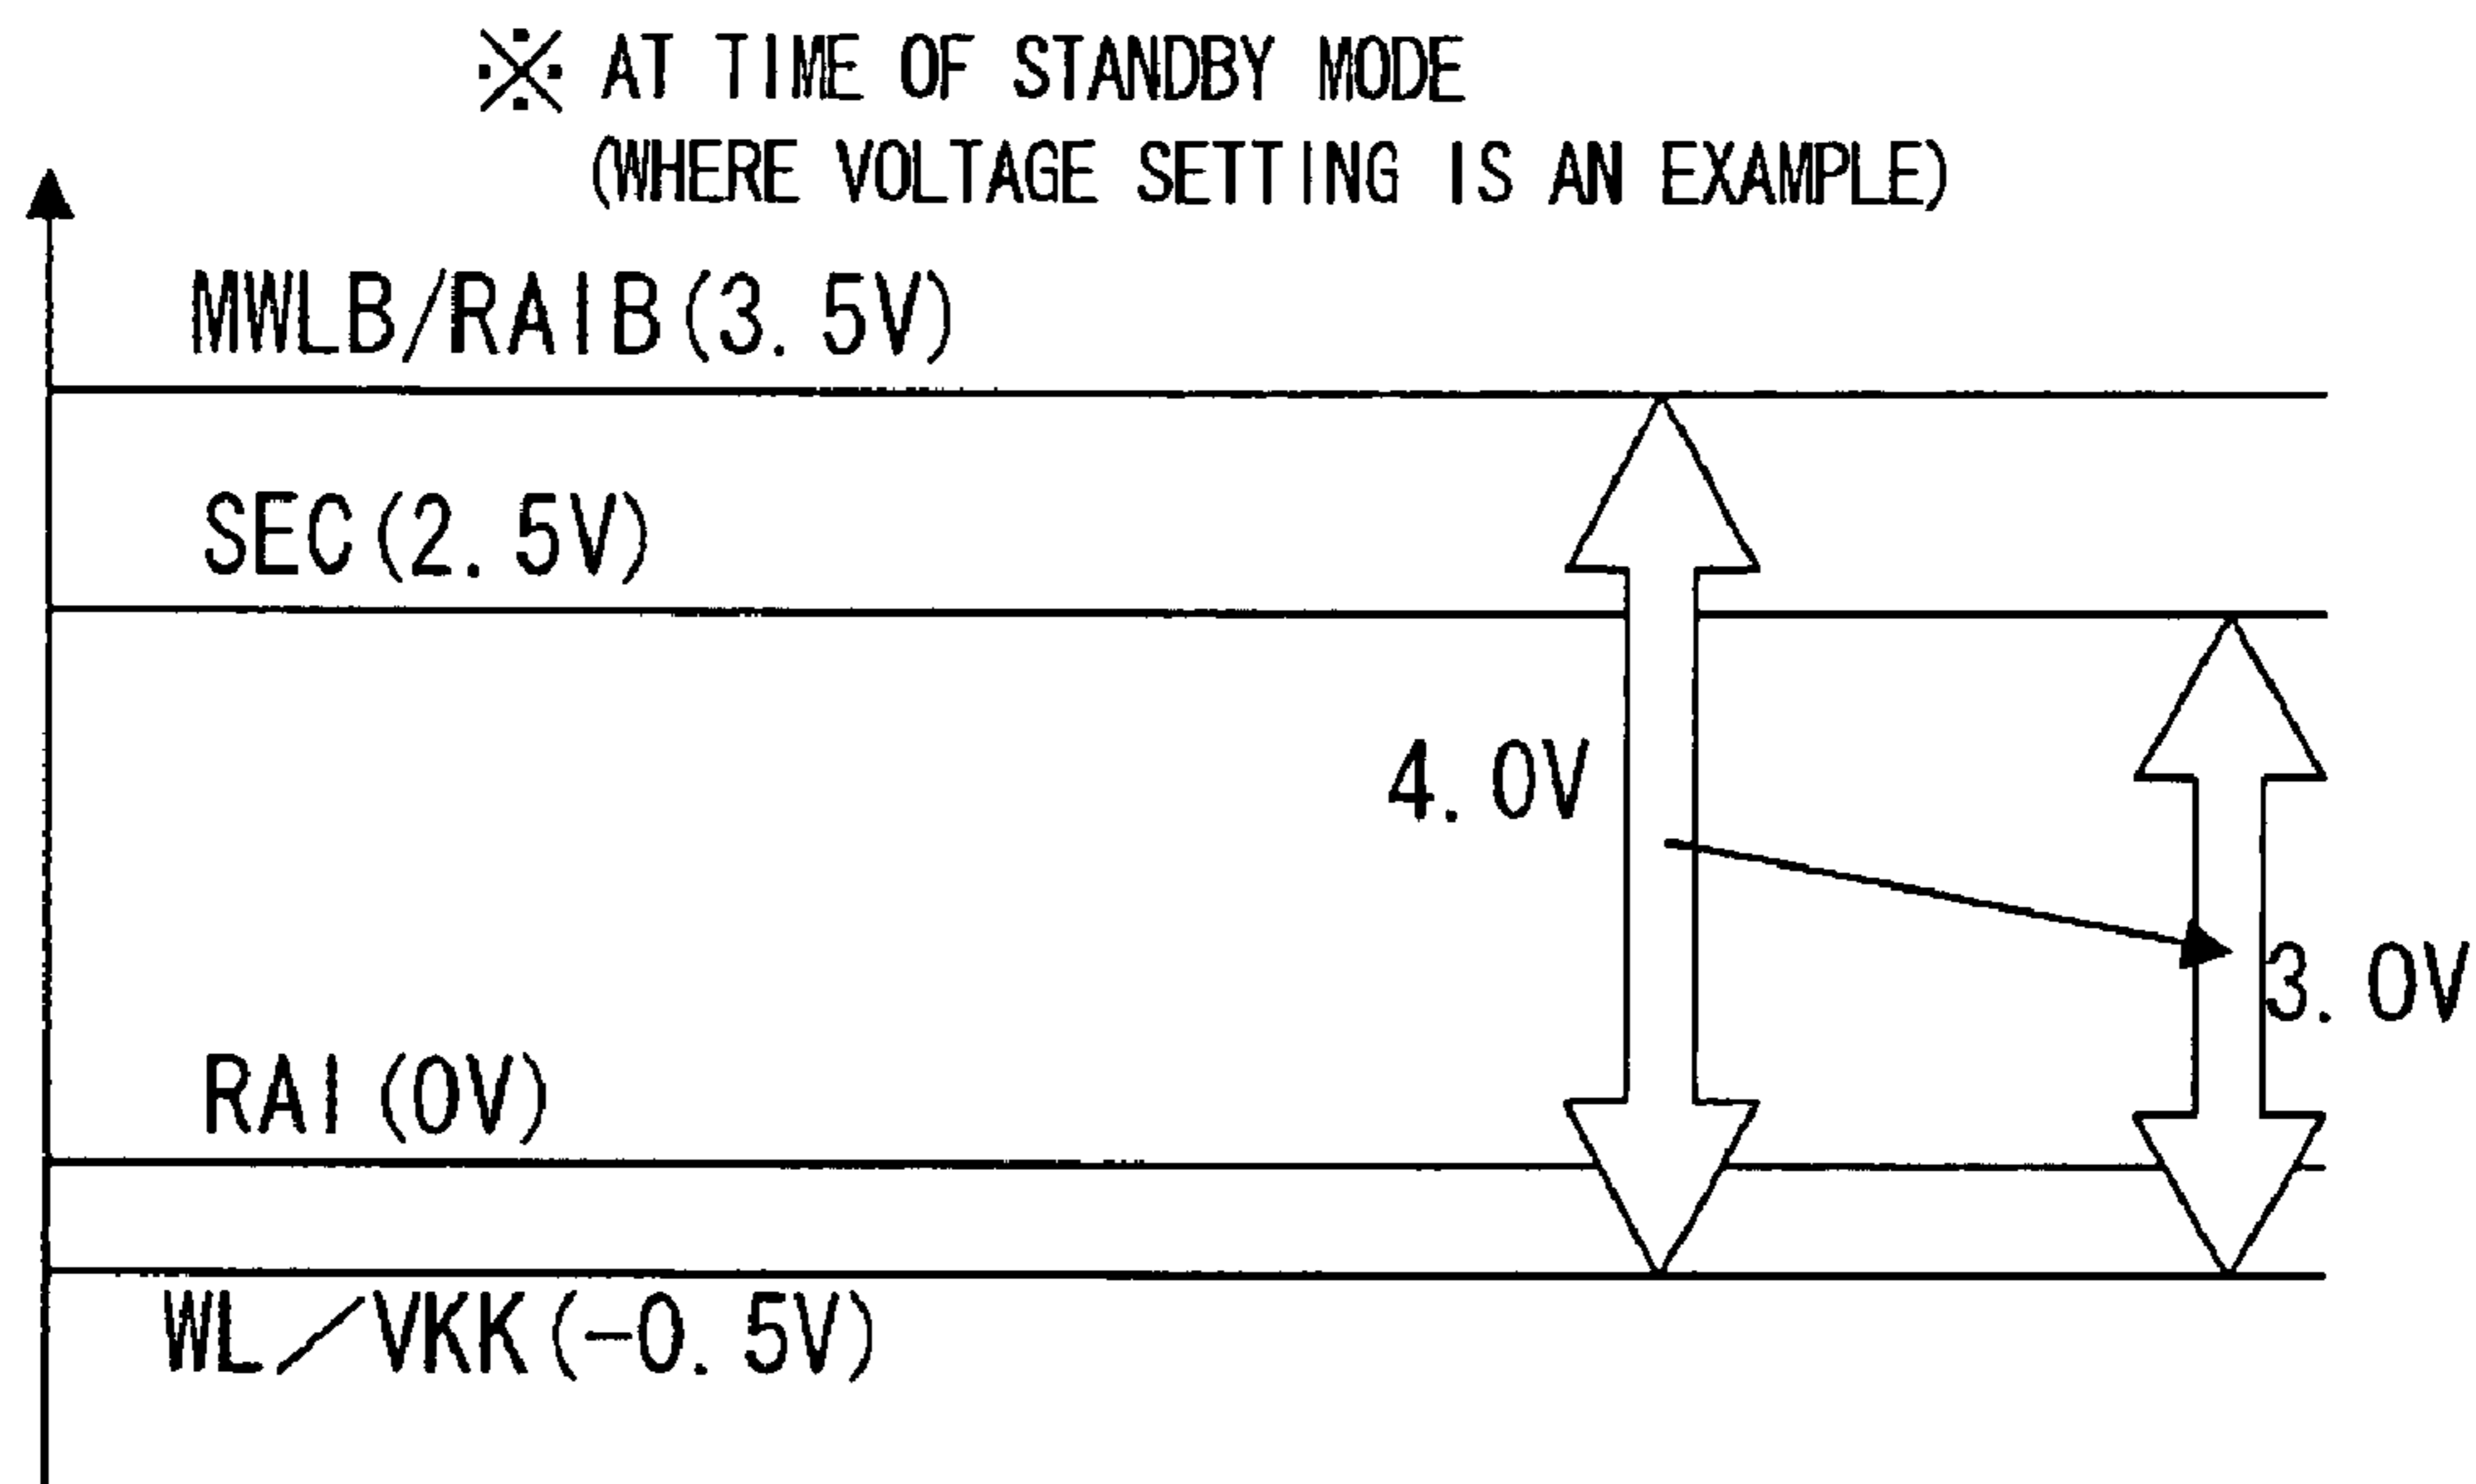 ※ AT TIME OF STANDBY MODE
(WHERE VOLTAGE SETTING IS AN EXAMPLE)
MWLB/RAIB(3.5V)
SEC(2.5V)
4.0V
3.0V
RAI(0V)
WL/VKK(-0.5V)